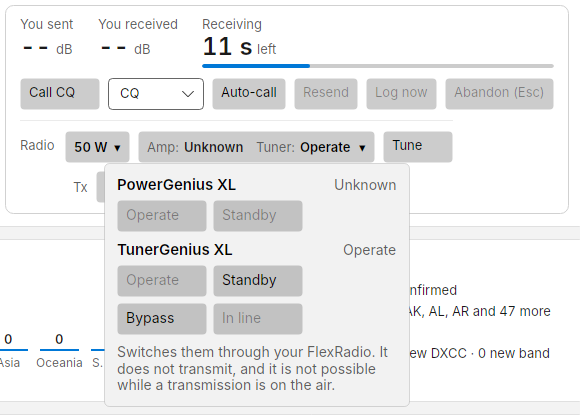 You sent You received Receiving
-- dB -- dB 11 s left
Call CQ CQ Auto-call Resend Log now Abandon (Esc)
Radio 50 W ▾ Amp: Unknown Tuner: Operate ▾ Tune
Tx
PowerGenius XL Unknown
Operate Standby
TunerGenius XL Operate
Operate Standby
Bypass In line
Switches them through your FlexRadio. It
does not transmit, and it is not possible
while a transmission is on the air.
nfirmed
AK, AL, AR and 47 more
ew DXCC · 0 new band
0 0
Asia Oceania S.